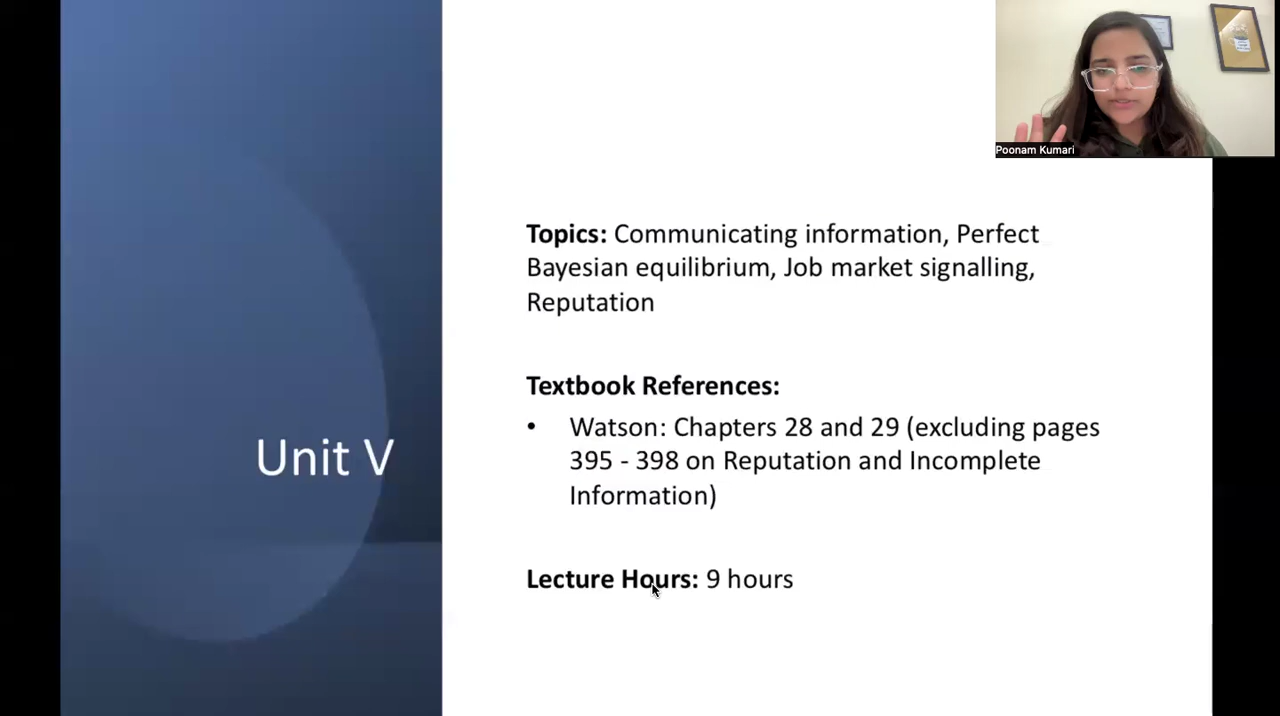 Poonam Kumari
Topics: Communicating information, Perfect
Bayesian equilibrium, Job market signalling,
Reputation
Textbook References:
• Watson: Chapters 28 and 29 (excluding pages
395 - 398 on Reputation and Incomplete
Information)
Unit V
Lecture Hours: 9 hours